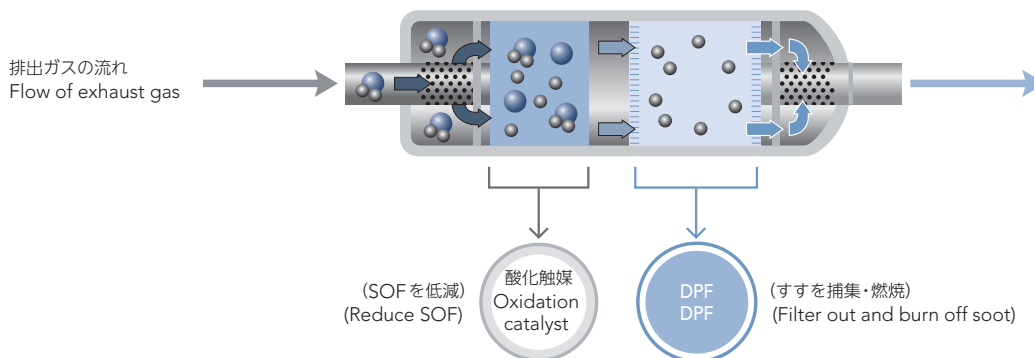 排出ガスの流れ
Flow of exhaust gas
(SOFを低減)
(Reduce SOF)
酸化触媒
Oxidation
catalyst
DPF
DPF
(すすを捕集・燃焼)
(Filter out and burn off soot)